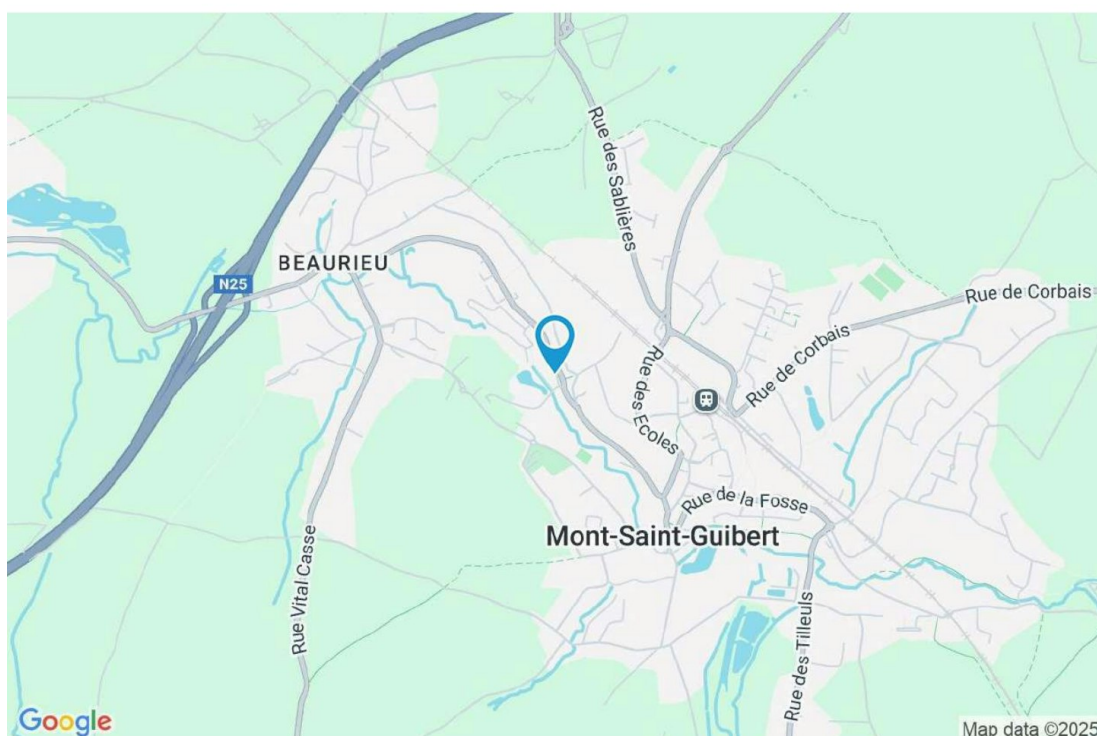 Rue des Sablières
BEAURIEU
N25
Rue de Corbais
Rue de Corbais
Rue des Ecoles
Rue de la Fosse
Mont-Saint-Guibert
Rue Vital Casse
Rue des Tilleuls
Google
Map data ©2025